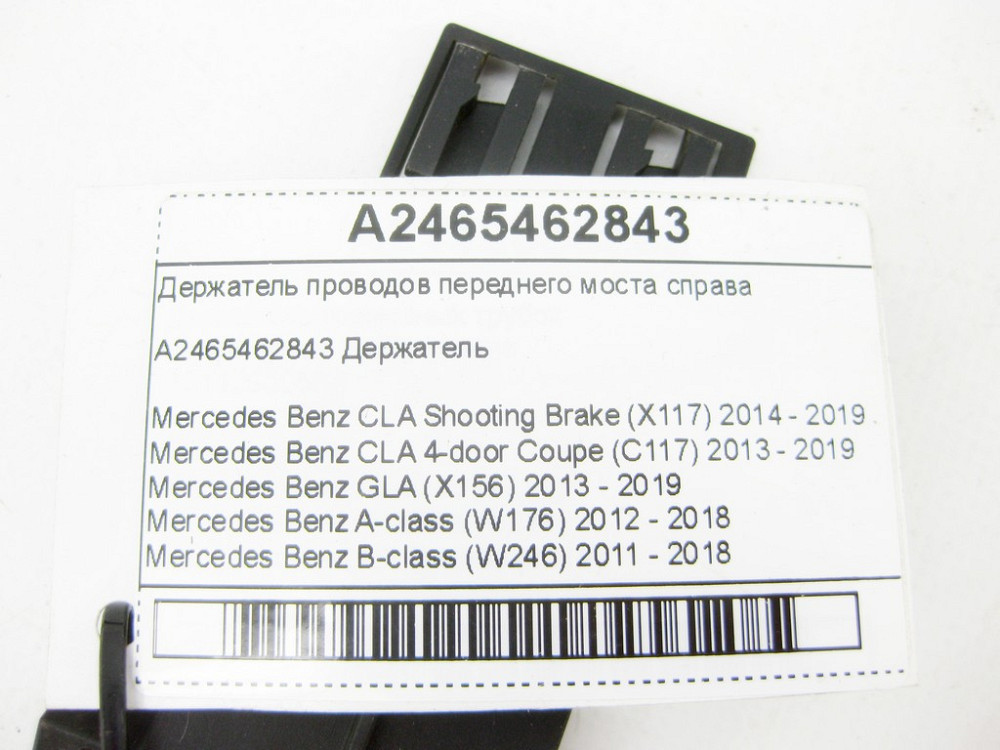 A2465462843
Держатель проводов переднего моста справа
A2465462843 Держатель
Mercedes Benz CLA Shooting Brake (X117) 2014 - 2019
Mercedes Benz CLA 4-door Coupe (C117) 2013 - 2019
Mercedes Benz GLA (X156) 2013 - 2019
Mercedes Benz A-class (W176) 2012 - 2018
Mercedes Benz B-class (W246) 2011 - 2018